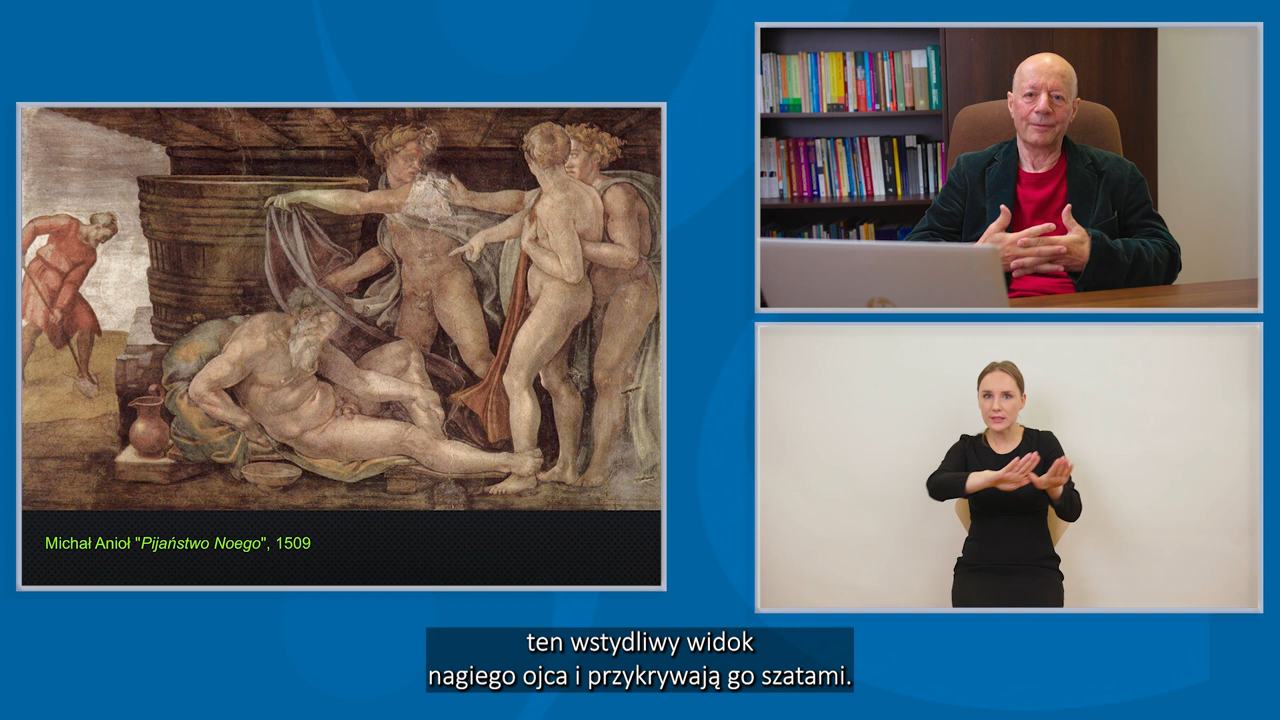 Michał Anioł "Pijaństwo Noego", 1509
ten wstydliwy widok
nagiego ojca i przykrywają go szatami.